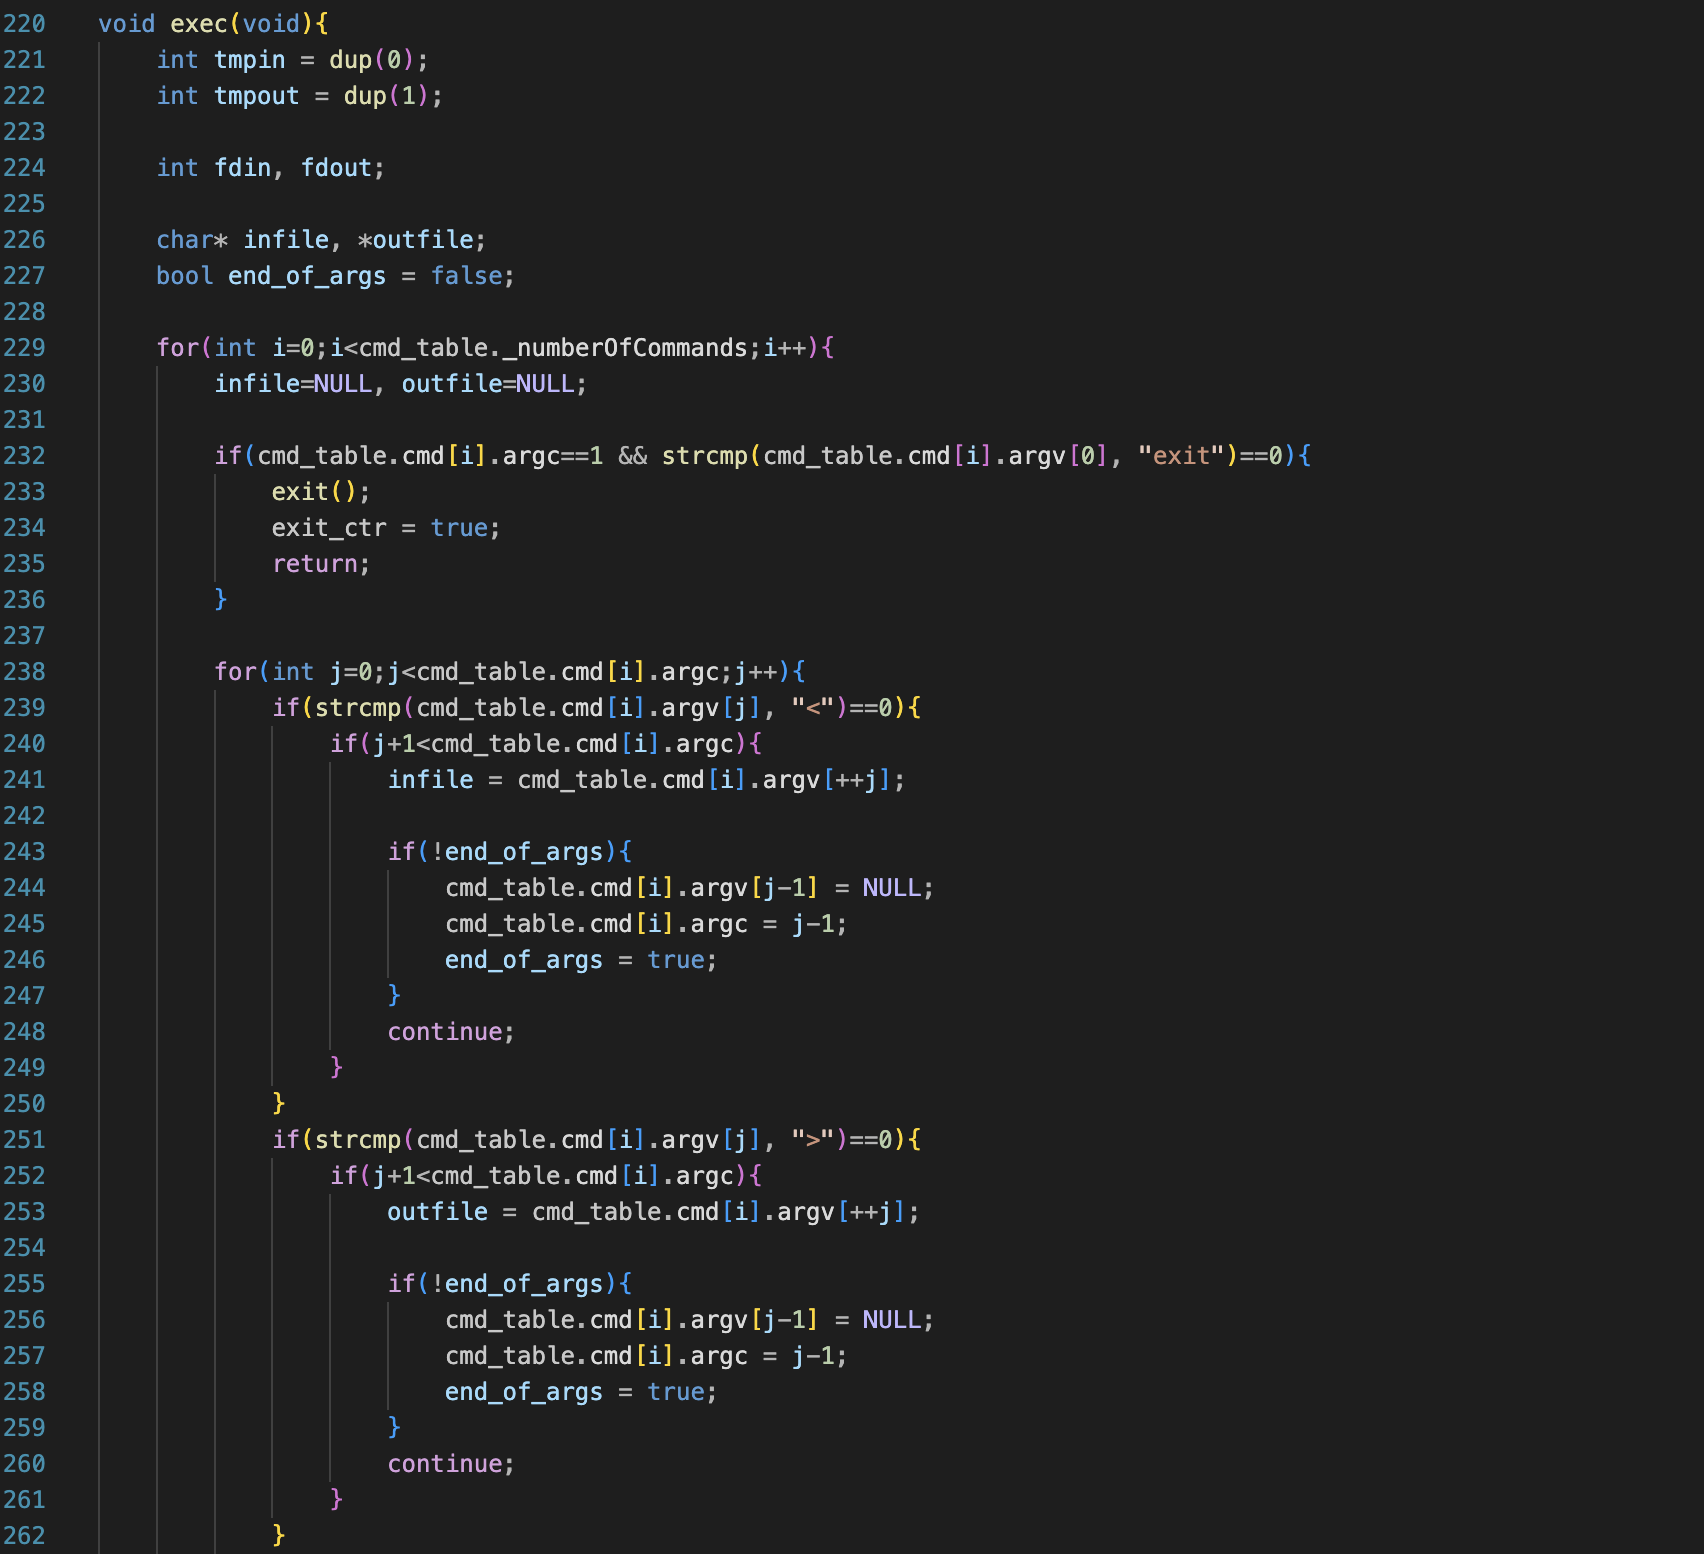 220 void exec(void){
221 int tmpin = dup(0);
222 int tmpout = dup(1);
223
224 int fdin, fdout;
225
226 char* infile, *outfile;
227 bool end_of_args = false;
228
229 for(int i=0;i<cmd_table._numberOfCommands;i++){
230 infile=NULL, outfile=NULL;
231
232 if(cmd_table.cmd[i].argc==1 && strcmp(cmd_table.cmd[i].argv[0], "exit")==0){
233 exit();
234 exit_ctr = true;
235 return;
236 }
237
238 for(int j=0;j<cmd_table.cmd[i].argc;j++){
239 if(strcmp(cmd_table.cmd[i].argv[j], "<")==0){
240 if(j+1<cmd_table.cmd[i].argc){
241 infile = cmd_table.cmd[i].argv[++j];
242
243 if(!end_of_args){
244 cmd_table.cmd[i].argv[j-1] = NULL;
245 cmd_table.cmd[i].argc = j-1;
246 end_of_args = true;
247 }
248 continue;
249 }
250 }
251 if(strcmp(cmd_table.cmd[i].argv[j], ">")==0){
252 if(j+1<cmd_table.cmd[i].argc){
253 outfile = cmd_table.cmd[i].argv[++j];
254
255 if(!end_of_args){
256 cmd_table.cmd[i].argv[j-1] = NULL;
257 cmd_table.cmd[i].argc = j-1;
258 end_of_args = true;
259 }
260 continue;
261 }
262 }